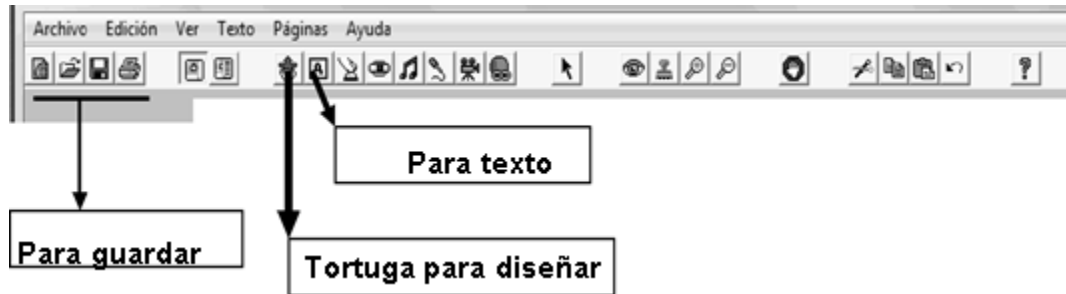 Archivo Edición Ver Texto Páginas Ayuda
Para texto
Para guardar
Tortuga para diseñar